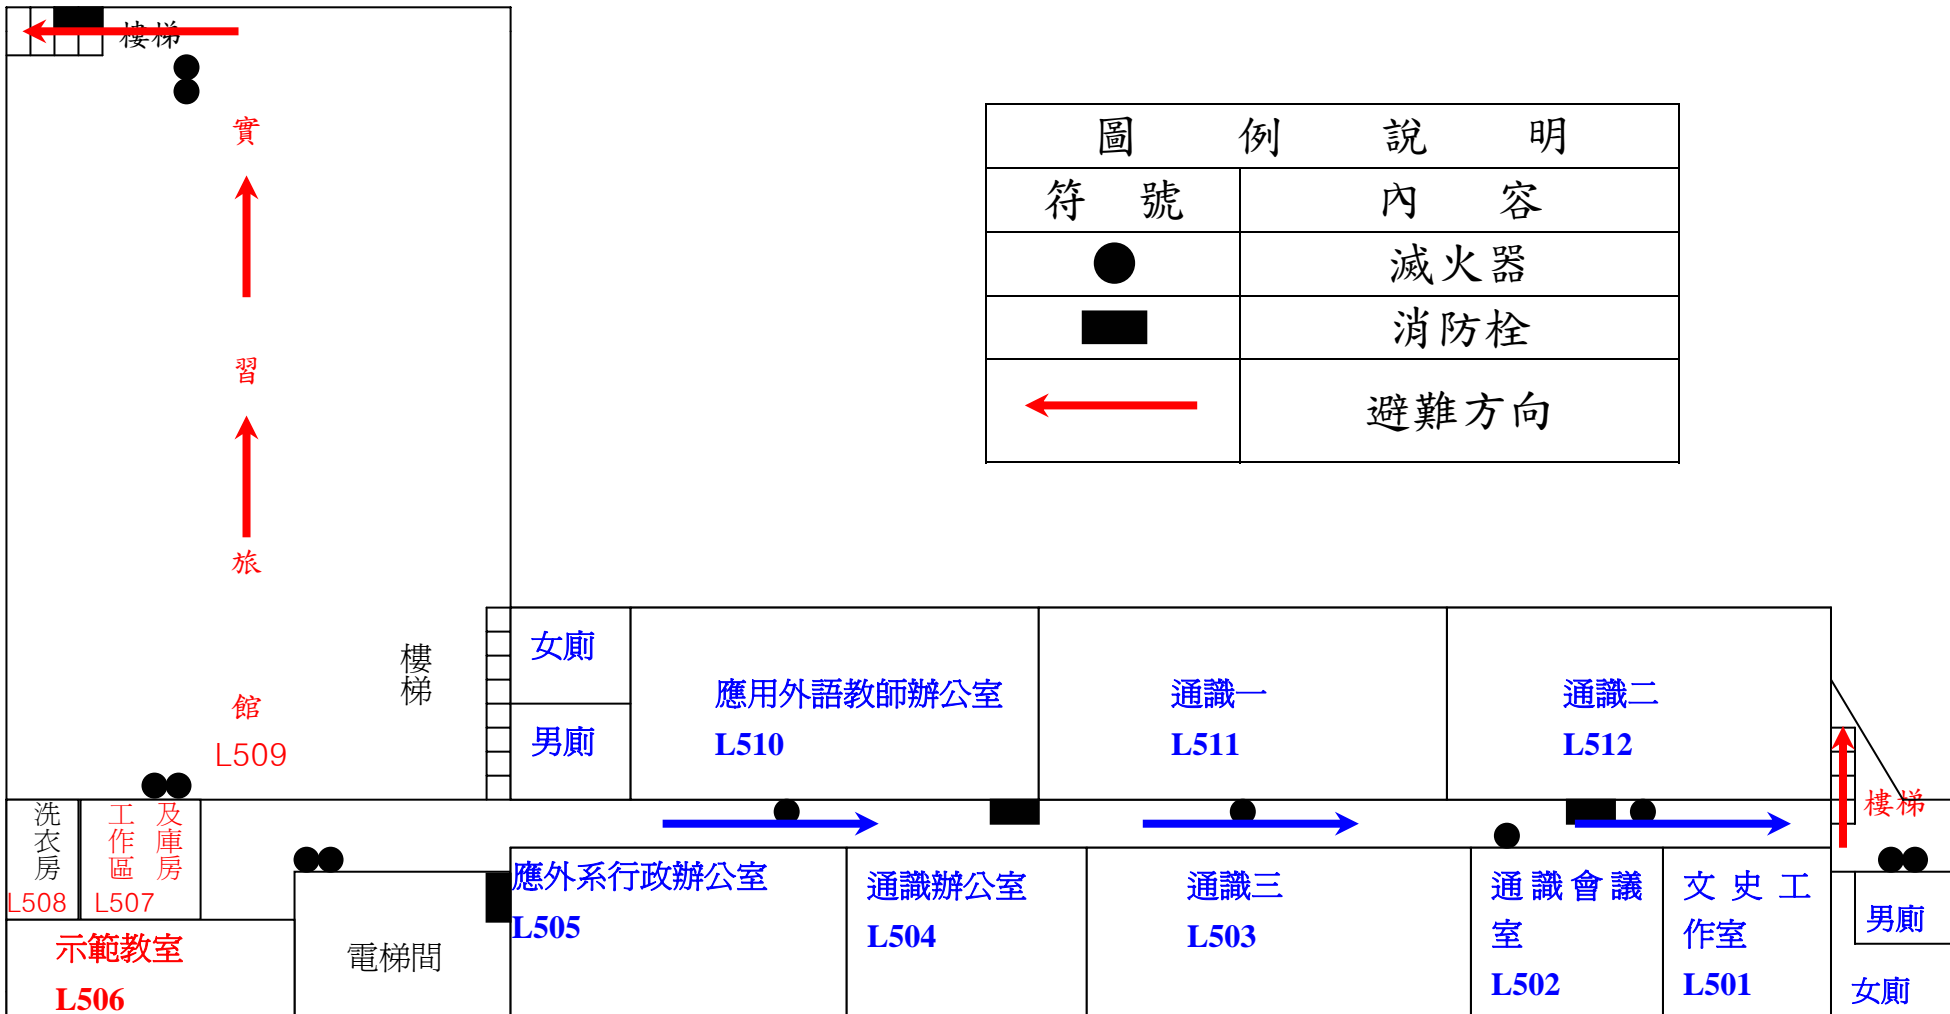 樓梯
實
習
旅
館
L509
圖 例 說 明
符 號
內 容
滅火器
消防栓
避難方向
樓梯
女廁
男廁
應用外語教師辦公室
L510
通識一
L511
通識二
L512
樓梯
洗衣房
L508
工作區
及庫房
L507
示範教室
L506
電梯間
應外系行政辦公室
L505
通識辦公室
L504
通識三
L503
通識會議
室
L502
文史工
作室
L501
男廁
女廁